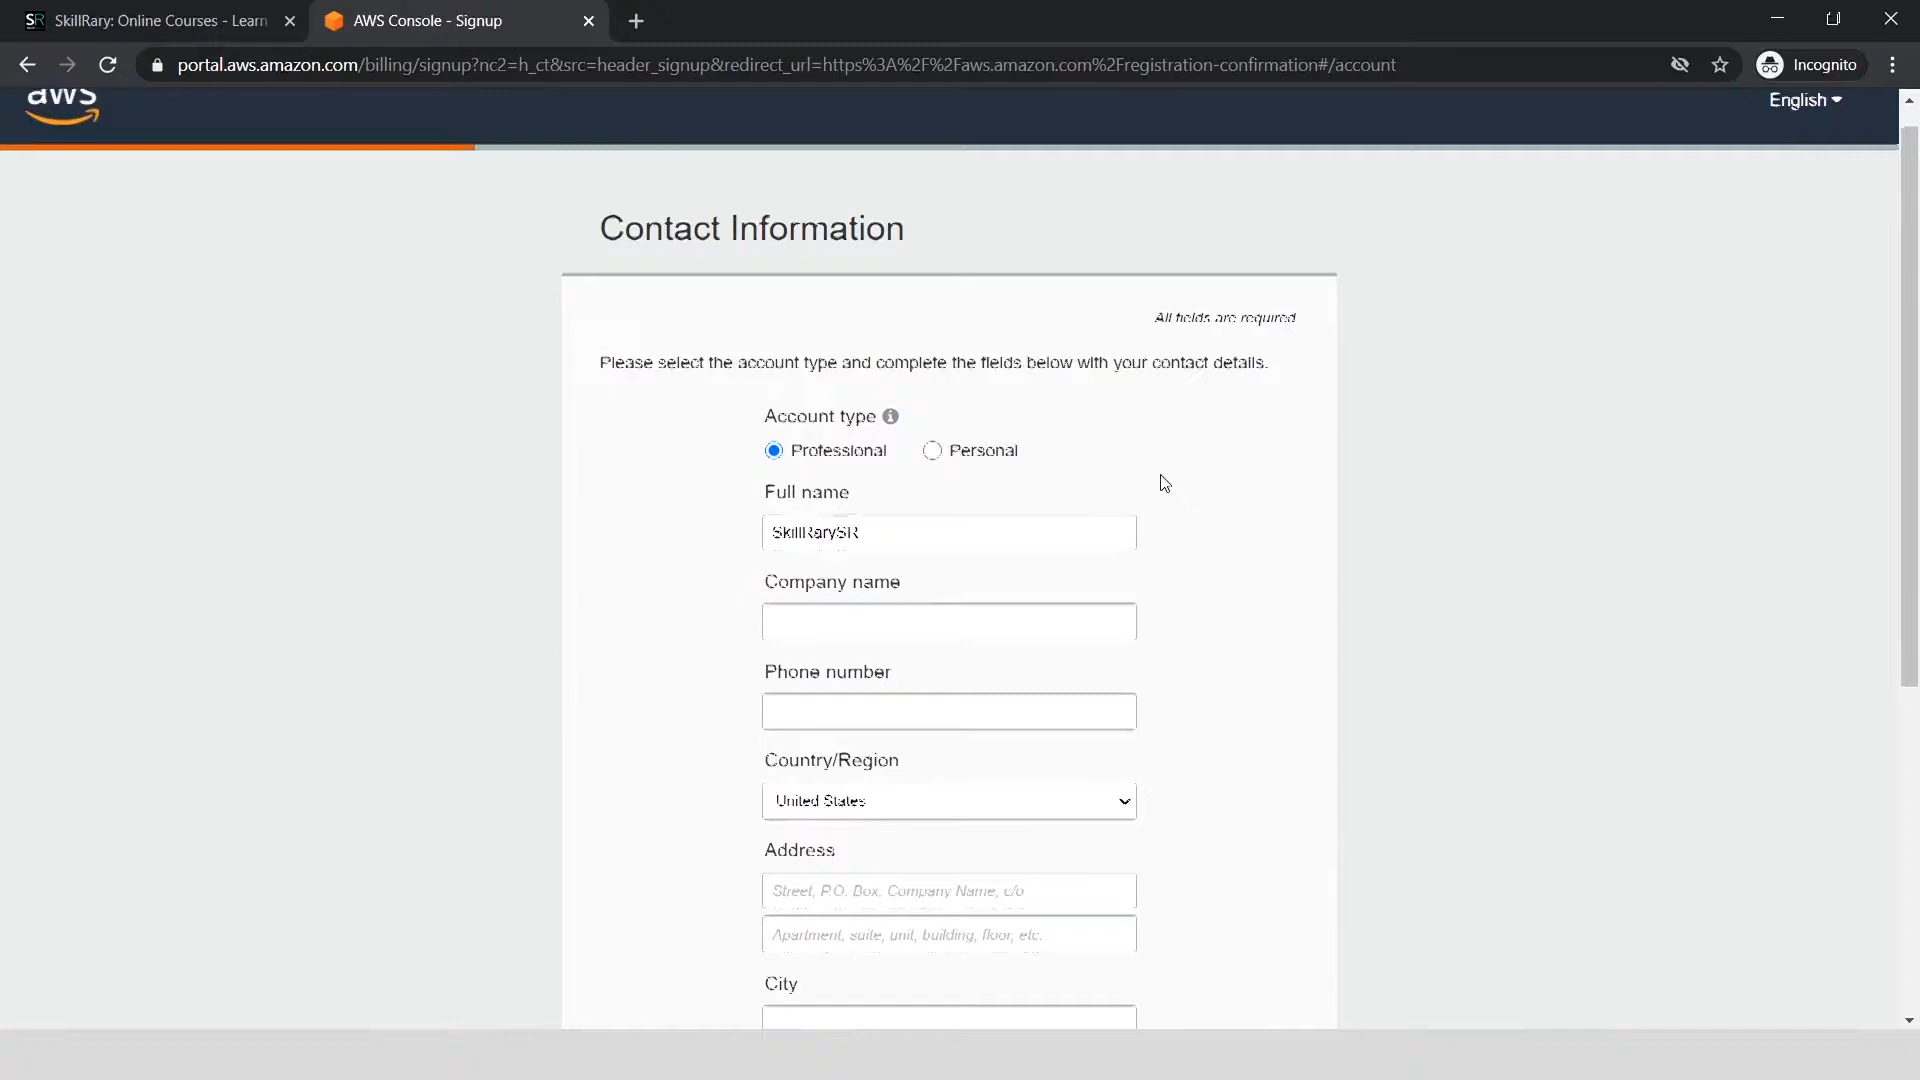 SR SkillRary: Online Courses - Learn
AWS Console - Signup
portal.aws.amazon.com/billing/signup?nc2=h_ct&src=header_signup&redirect_url=https%3A%2F%2Faws.amazon.com%2Fregistration-confirmation#/account
Incognito
aws
English
Contact Information
All fields are required
Please select the account type and complete the fields below with your contact details.
Account type
Professional Personal
Full name
SkillRarySR
Company name
Phone number
Country/Region
United States
Address
Street, P.O. Box, Company Name, c/o
Apartment, suite, unit, building, floor, etc.
City